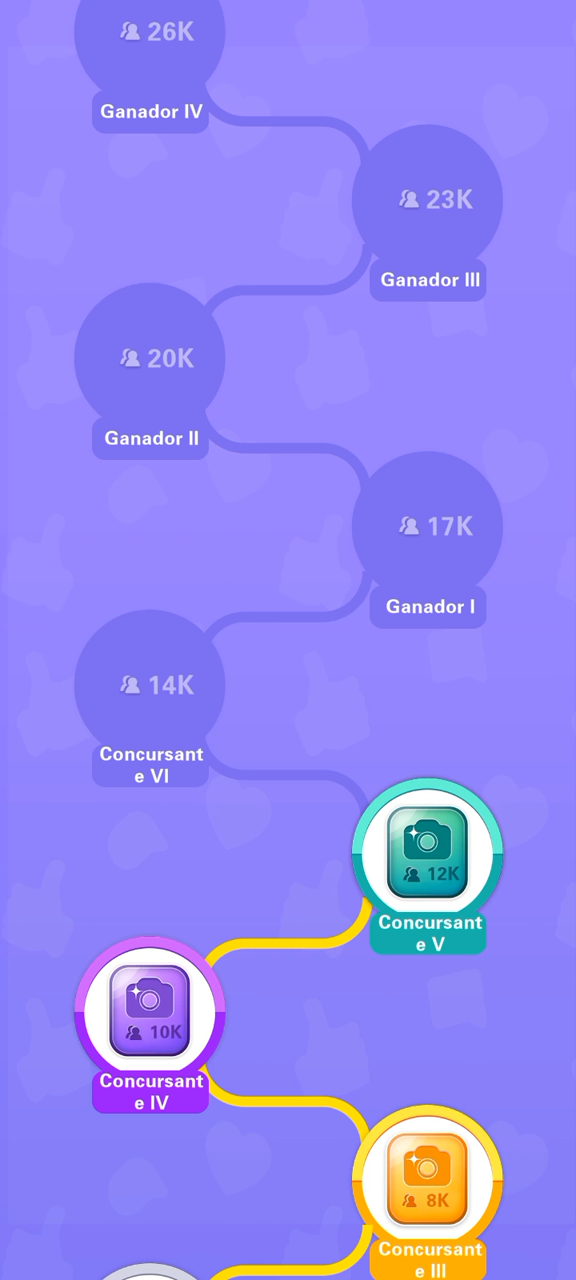 26K
Ganador IV
23K
Ganador III
20K
Ganador II
17K
Ganador I
14K
Concursant
e VI
12K
Concursant
e V
10K
Concursant
e IV
8K
Concursant
e III